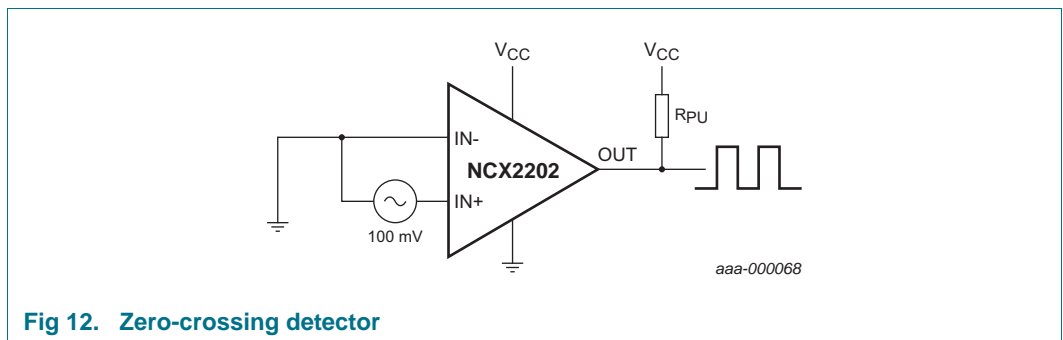 VCC
VCC
RPU
IN-
OUT
NCX2202
IN+
100 mV
aaa-000068
Fig 12. Zero-crossing detector